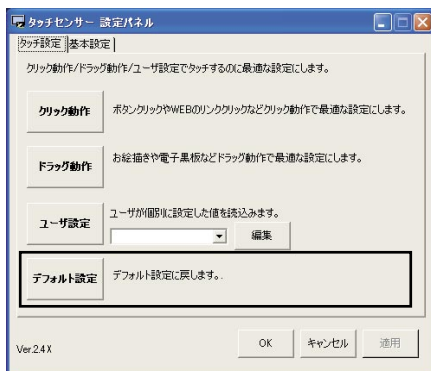 タッチセンサー 設定パネル
タッチ設定 基本設定
クリック動作/ドラッグ動作/ユーザ設定でタッチするのに最適な設定にします。
クリック動作 ボタンクリックやWEBのリンククリックなどクリック動作で最適な設定にします。
ドラッグ動作 お絵描きや電子黒板などドラッグ動作で最適な設定にします。
ユーザ設定 ユーザが個別に設定した値を読込みます。
編集
デフォルト設定 デフォルト設定に戻します。
Ver.2.4X OK キャンセル 適用